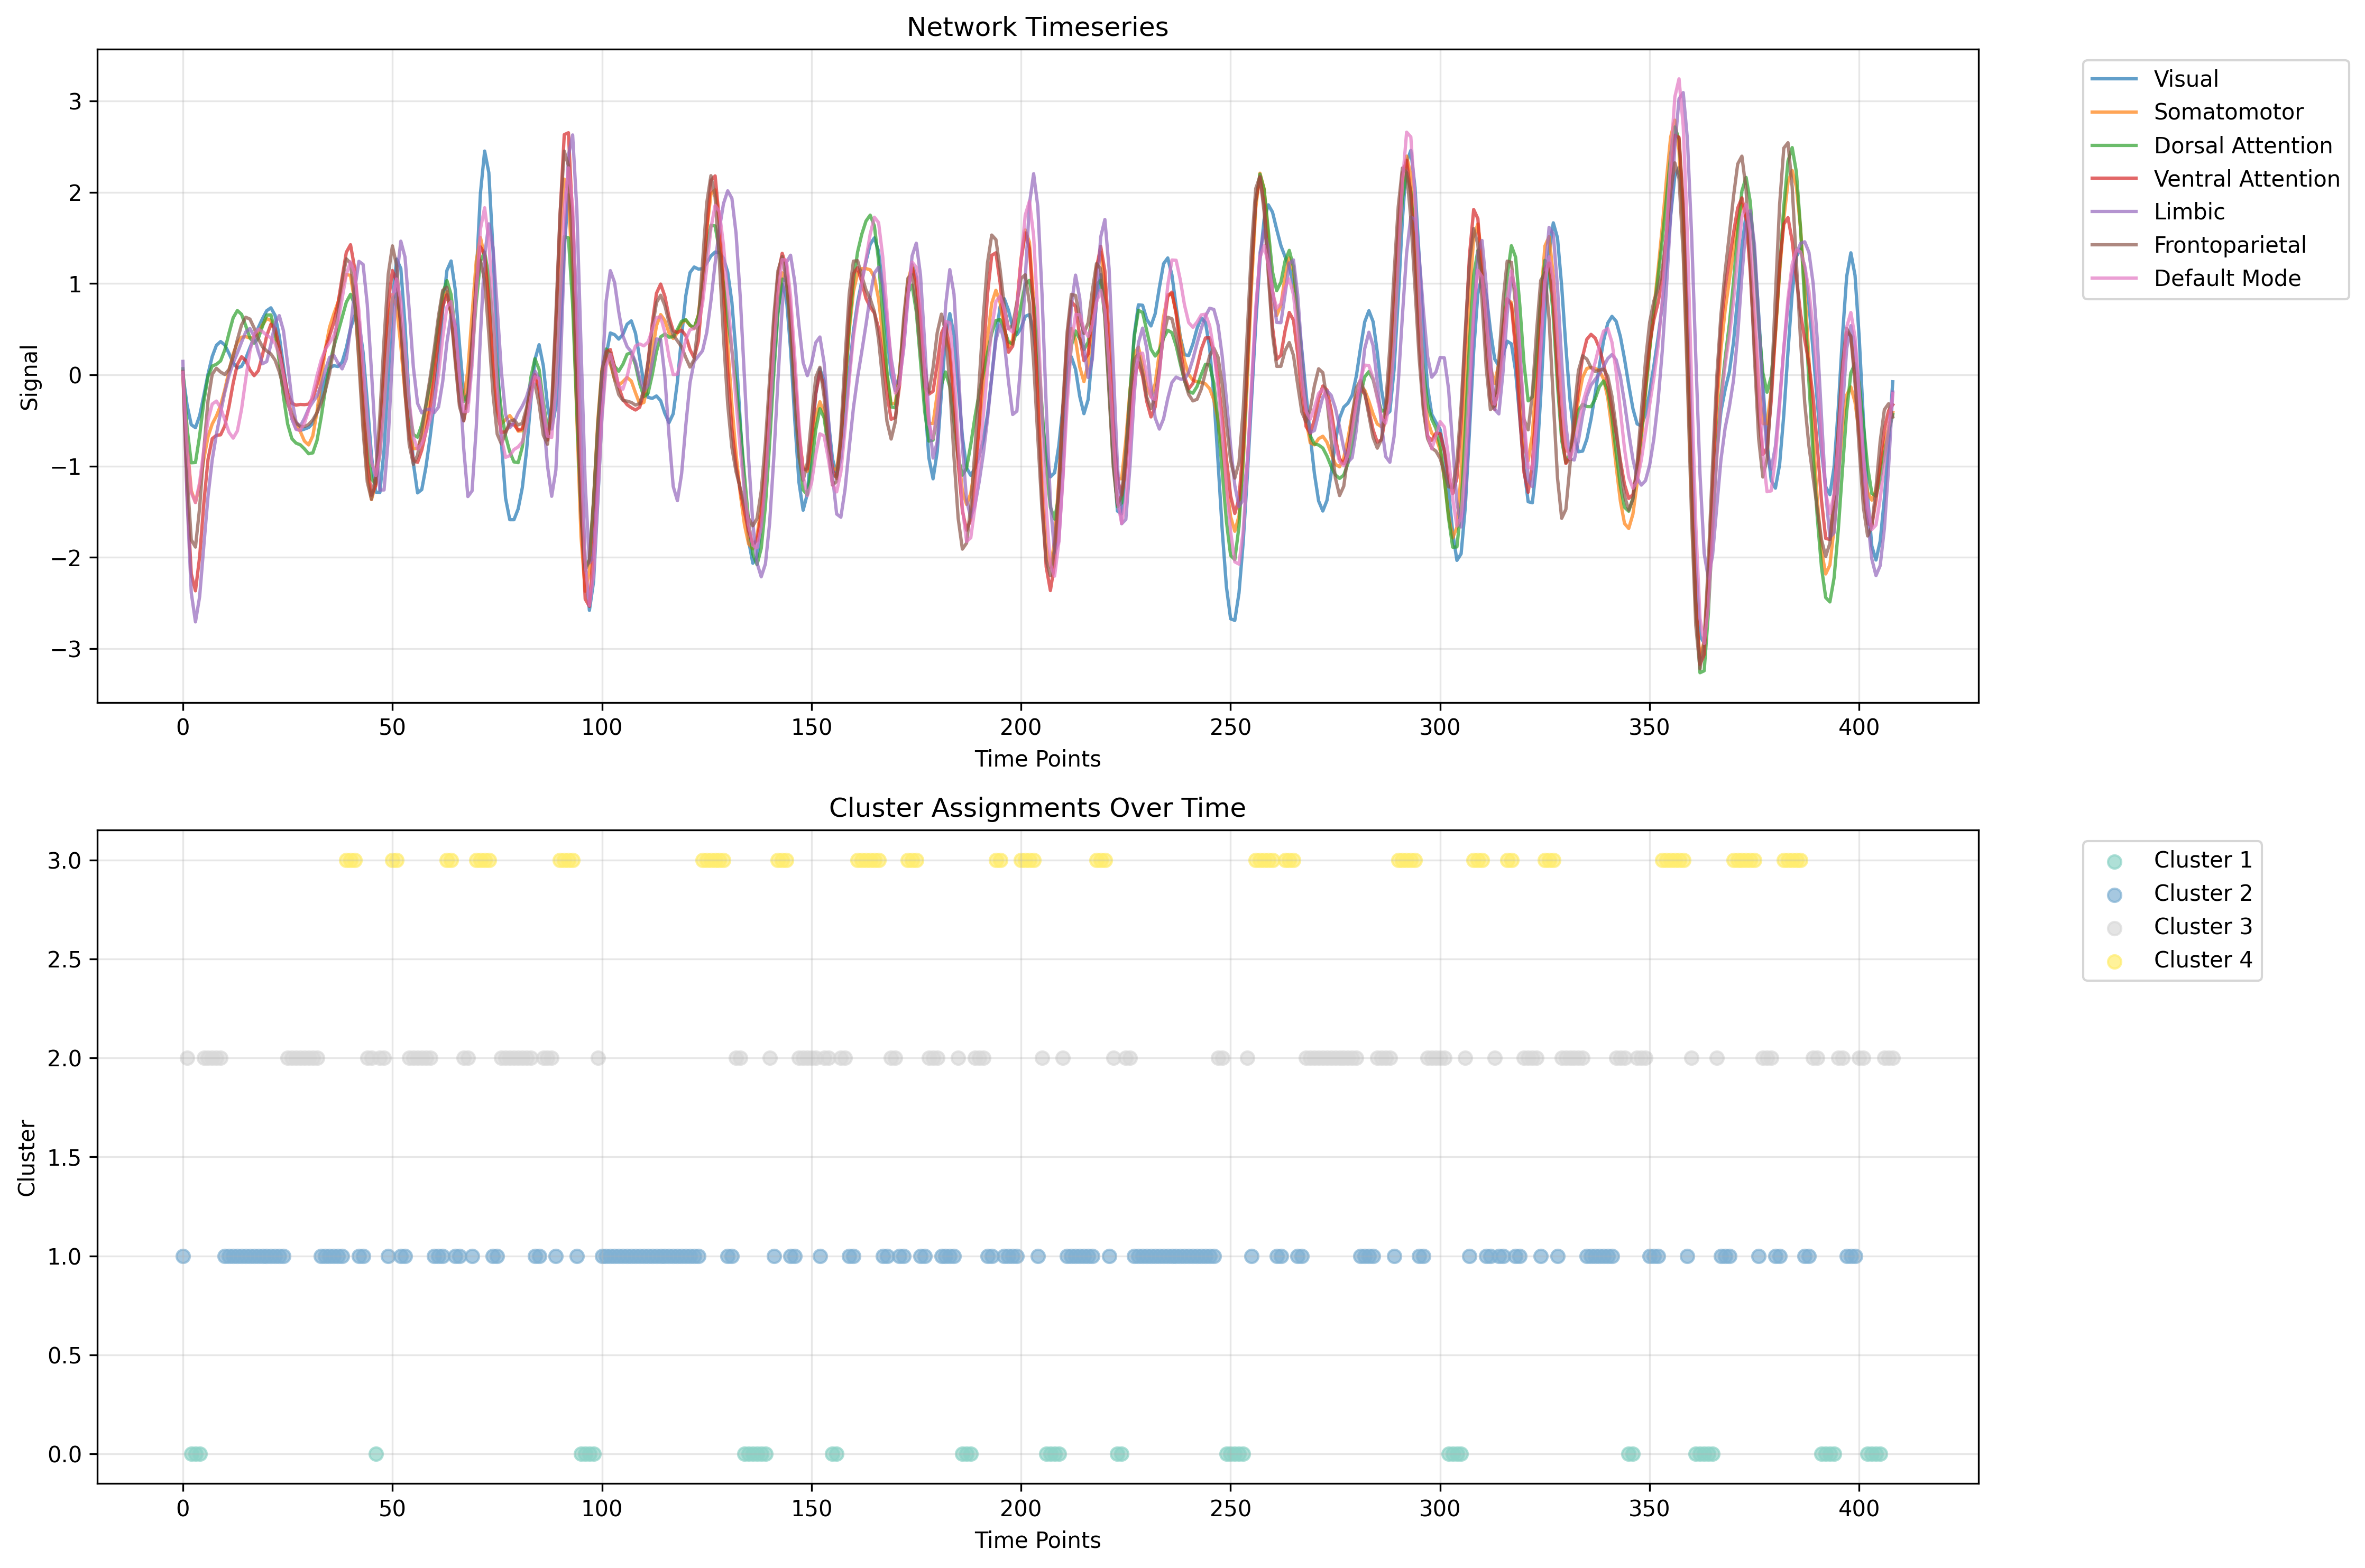 Network Timeseries
Signal
3
2
1
0
−1
−2
−3
0 50 100 150 200 250 300 350 400
Time Points
Visual
Somatomotor
Dorsal Attention
Ventral Attention
Limbic
Frontoparietal
Default Mode
Cluster Assignments Over Time
Cluster
3.0
2.5
2.0
1.5
1.0
0.5
0.0
0 50 100 150 200 250 300 350 400
Time Points
Cluster 1
Cluster 2
Cluster 3
Cluster 4